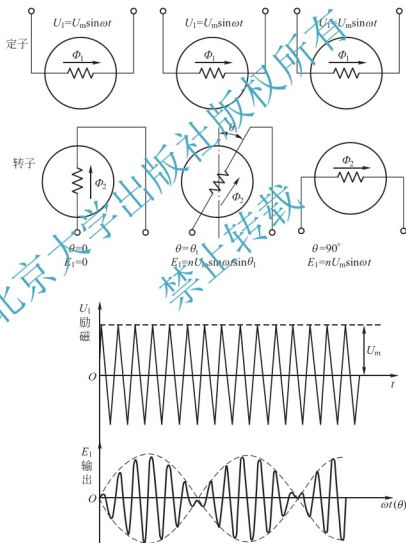 U₁=Uₘsinωt U₁=Uₘsinωt U₁=Uₘsinωt
定子
Φ₁ Φ₁ Φ₁
θ₁
转子
Φ₂ Φ₂ Φ₂
θ=0 θ=θ₁ θ=90°
E₁=0 E₁=nUₘsinωtsinθ₁ E₁=nUₘsinωt
U₁
励磁
Uₘ
O t
E₁
输出
O ωt(θ)
北京大学出版社版权所有
禁止转载